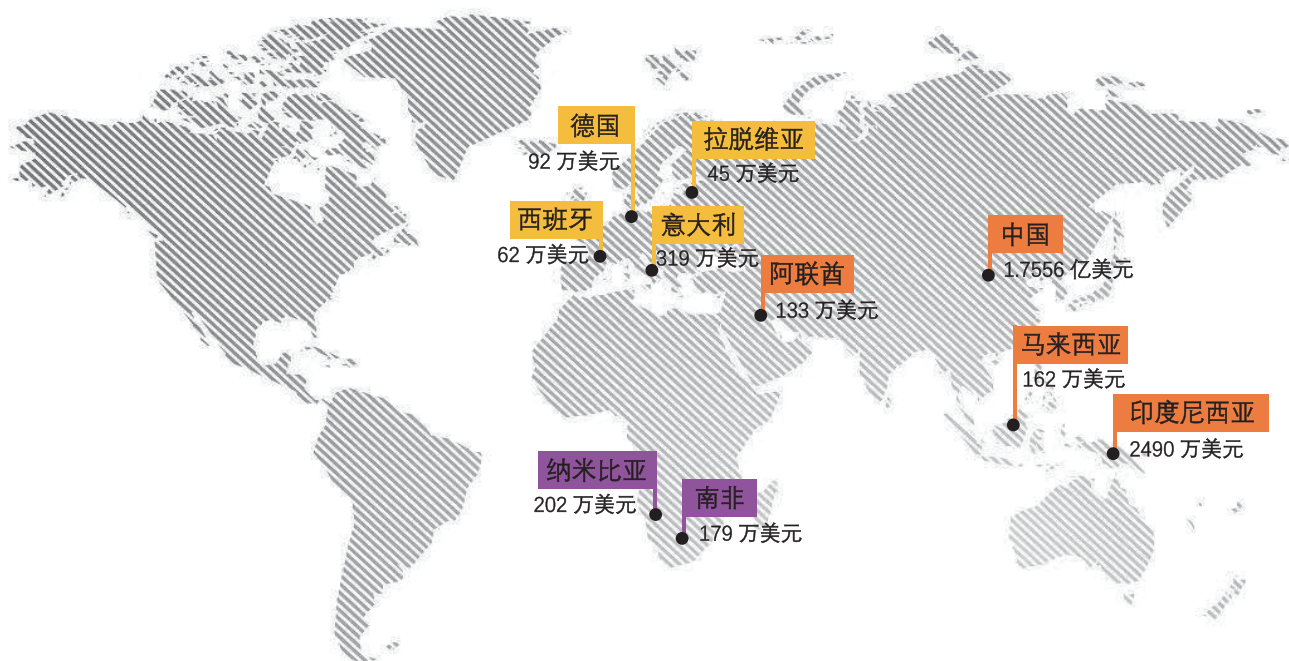 德国
92 万美元
拉脱维亚
45 万美元
西班牙
62 万美元
意大利
319 万美元
中国
1.7556 亿美元
阿联酋
133 万美元
马来西亚
162 万美元
印度尼西亚
2490 万美元
纳米比亚
202 万美元
南非
179 万美元